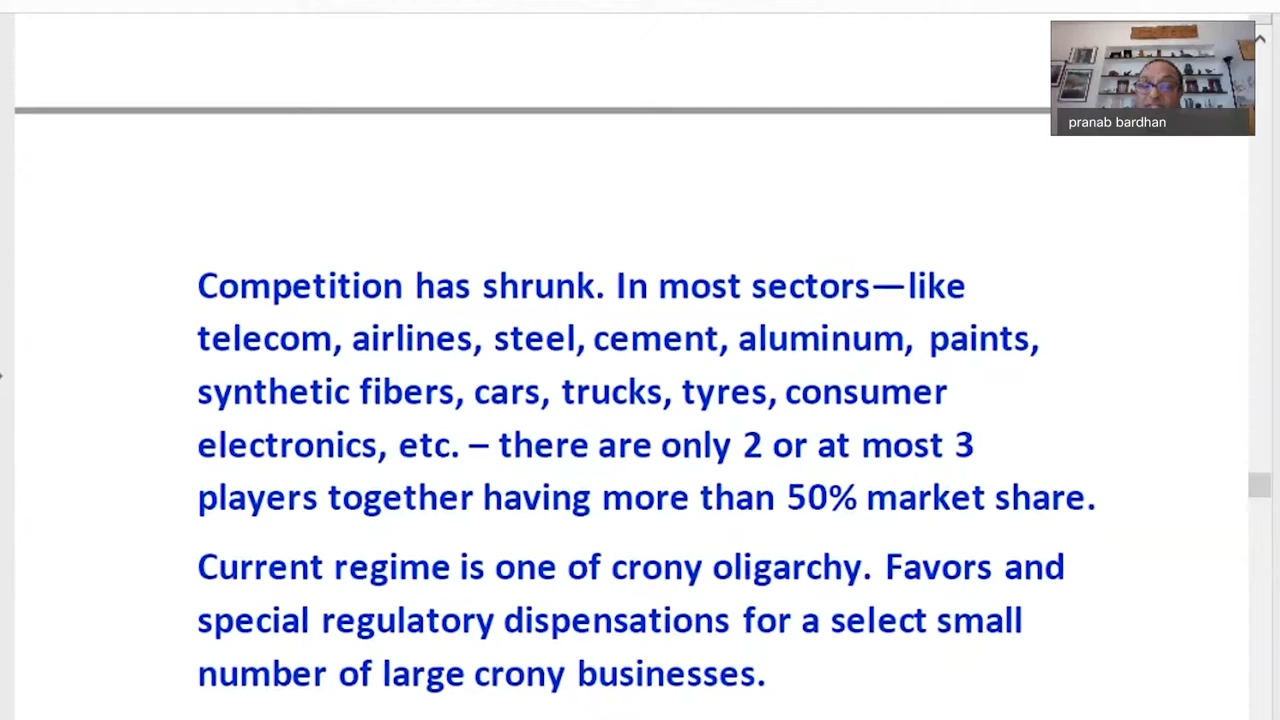 pranab bardhan
Competition has shrunk. In most sectors—like
telecom, airlines, steel, cement, aluminum, paints,
synthetic fibers, cars, trucks, tyres, consumer
electronics, etc. – there are only 2 or at most 3
players together having more than 50% market share.
Current regime is one of crony oligarchy. Favors and
special regulatory dispensations for a select small
number of large crony businesses.